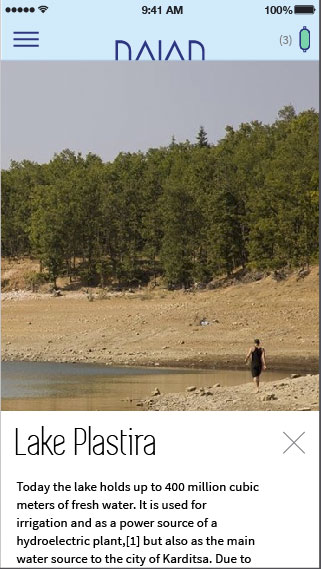 9:41 AM
100%
(3)
Lake Plastira
Today the lake holds up to 400 million cubic
meters of fresh water. It is used for
irrigation and as a power source of a
hydroelectric plant,[1] but also as the main
water source to the city of Karditsa. Due to